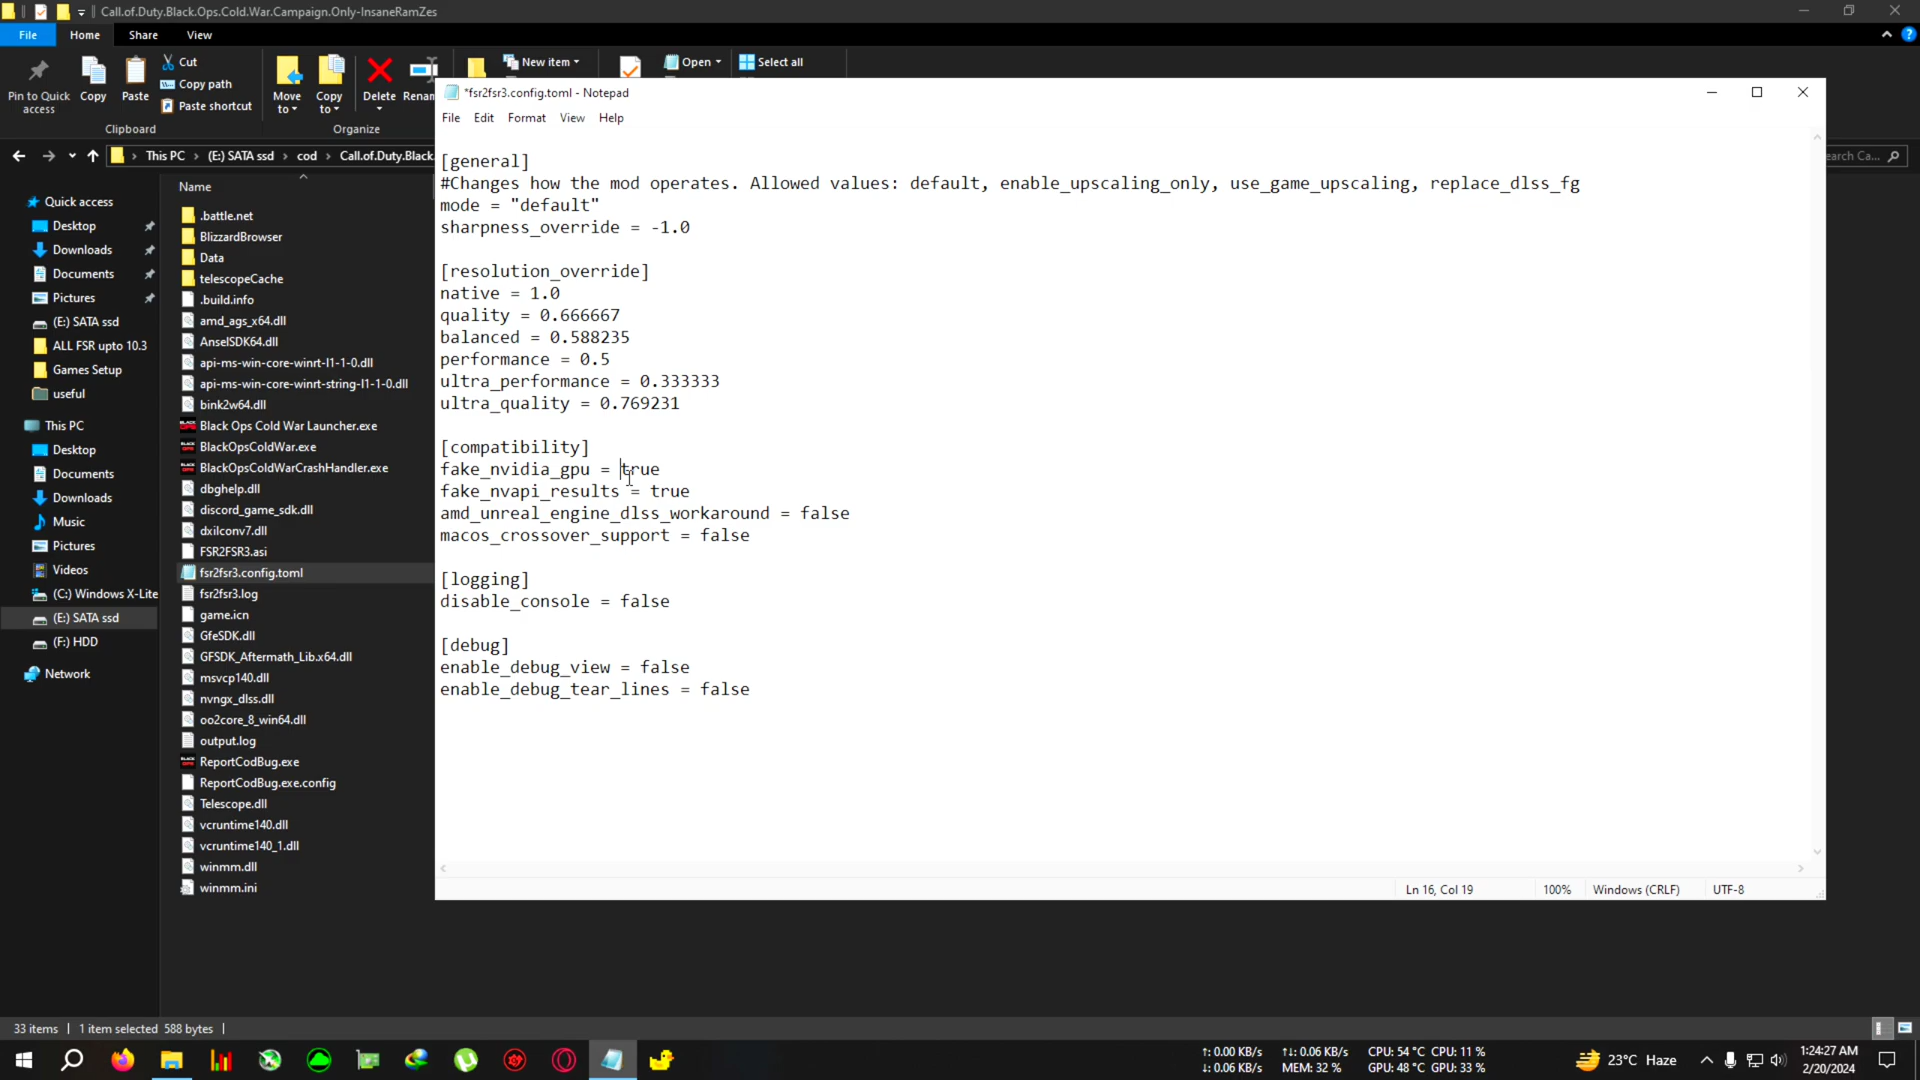 Call.of.Duty.Black.Ops.Cold.War.Campaign.Only-InsaneRamZes
File
Home
Share
View
Pin to Quick access
Copy
Paste
Cut
Copy path
Paste shortcut
Clipboard
Move to
Copy to
Delete
Renam
Organize
New item
Open
Select all
This PC
(E:) SATA ssd
cod
Call.of.Duty.Black.
earch Ca...
Quick access
Desktop
Downloads
Documents
Pictures
(E:) SATA ssd
ALL FSR upto 10.3
Games Setup
useful
This PC
Desktop
Documents
Downloads
Music
Pictures
Videos
(C:) Windows X-Lite
(E:) SATA ssd
(F:) HDD
Network
Name
.battle.net
BlizzardBrowser
Data
telescopeCache
.build.info
amd_ags_x64.dll
AnselSDK64.dll
api-ms-win-core-winrt-l1-1-0.dll
api-ms-win-core-winrt-string-l1-1-0.dll
bink2w64.dll
Black Ops Cold War Launcher.exe
BlackOpsColdWar.exe
BlackOpsColdWarCrashHandler.exe
dbghelp.dll
discord_game_sdk.dll
dxilconv7.dll
FSR2FSR3.asi
fsr2fsr3.config.toml
fsr2fsr3.log
game.icn
GfeSDK.dll
GFSDK_Aftermath_Lib.x64.dll
msvcp140.dll
nvngx_dlss.dll
oo2core_8_win64.dll
output.log
ReportCodBug.exe
ReportCodBug.exe.config
Telescope.dll
vcruntime140.dll
vcruntime140_1.dll
winmm.dll
winmm.ini
*fsr2fsr3.config.toml - Notepad
File Edit Format View Help
[general]
#Changes how the mod operates. Allowed values: default, enable_upscaling_only, use_game_upscaling, replace_dlss_fg
mode = "default"
sharpness_override = -1.0
[resolution_override]
native = 1.0
quality = 0.666667
balanced = 0.588235
performance = 0.5
ultra_performance = 0.333333
ultra_quality = 0.769231
[compatibility]
fake_nvidia_gpu = true
fake_nvapi_results = true
amd_unreal_engine_dlss_workaround = false
macos_crossover_support = false
[logging]
disable_console = false
[debug]
enable_debug_view = false
enable_debug_tear_lines = false
Ln 16, Col 19
100%
Windows (CRLF)
UTF-8
33 items
1 item selected 588 bytes
↑: 0.00 KB/s
↓: 0.06 KB/s
↑↓: 0.06 KB/s
MEM: 32 %
CPU: 54 °C CPU: 11 %
GPU: 48 °C GPU: 33 %
23°C Haze
1:24:27 AM
2/20/2024